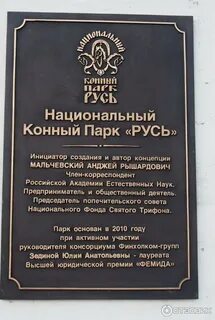 НАЦИОНАЛЬНЫЙ
КОННЫЙ
ПАРК
РУСЬ
Национальный
Конный Парк «РУСЬ»
Инициатор создания и автор концепции
МАЛЬЧЕВСКИЙ АНДЖЕЙ РЫШАРДОВИЧ
Член-корреспондент
Российской Академии Естественных Наук.
Предприниматель и общественный деятель.
Председатель попечительского совета
Национального Фонда Святого Трифона.
Парк основан в 2010 году
при активном участии
руководителя консорциума Финсколком-групп
Зединой Юлии Анатольевны - лауреата
Высшей юридической премии «ФЕМИДА»